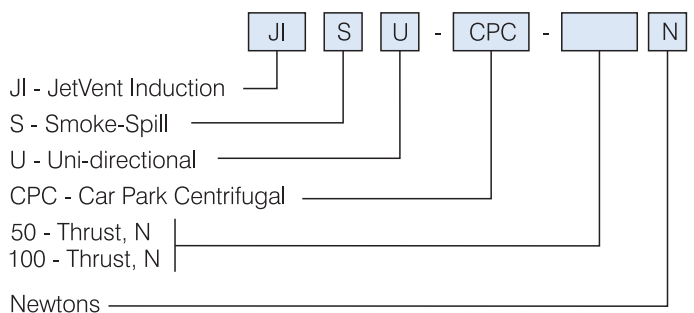 JI S U - CPC - N
JI - JetVent Induction
S - Smoke-Spill
U - Uni-directional
CPC - Car Park Centrifugal
50 - Thrust, N
100 - Thrust, N
Newtons